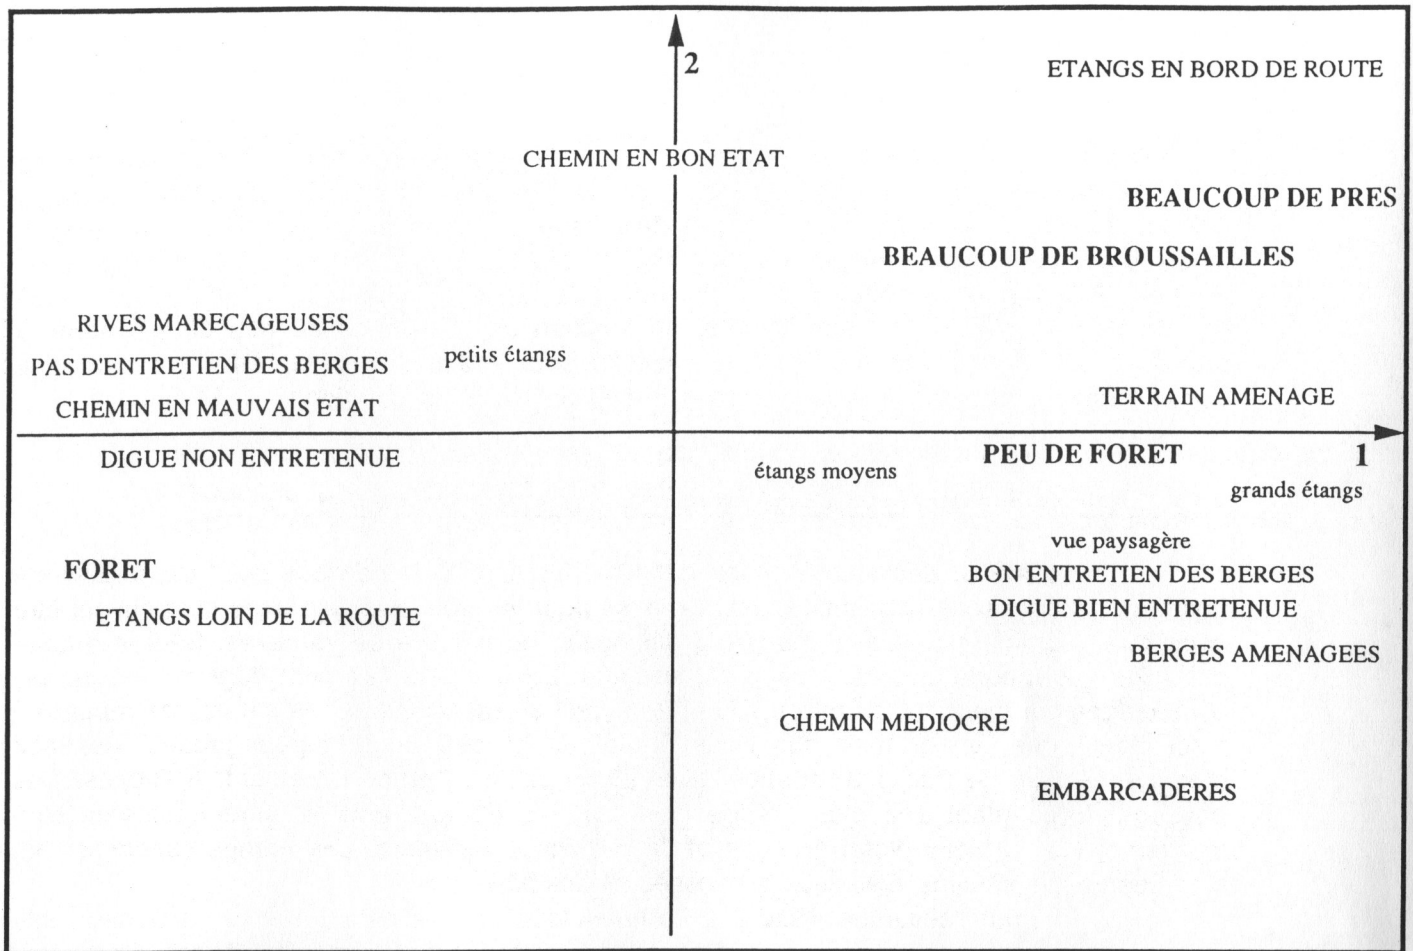 2
ETANGS EN BORD DE ROUTE
CHEMIN EN BON ETAT
BEAUCOUP DE PRES
BEAUCOUP DE BROUSSAILLES
RIVES MARECAGEUSES
petits étangs
PAS D'ENTRETIEN DES BERGES
TERRAIN AMENAGE
CHEMIN EN MAUVAIS ETAT
DIGUE NON ENTRETENUE
PEU DE FORET
1
étangs moyens
grands étangs
vue paysagère
FORET
BON ENTRETIEN DES BERGES
DIGUE BIEN ENTRETENUE
ETANGS LOIN DE LA ROUTE
BERGES AMENAGEES
CHEMIN MEDIOCRE
EMBARCADERES